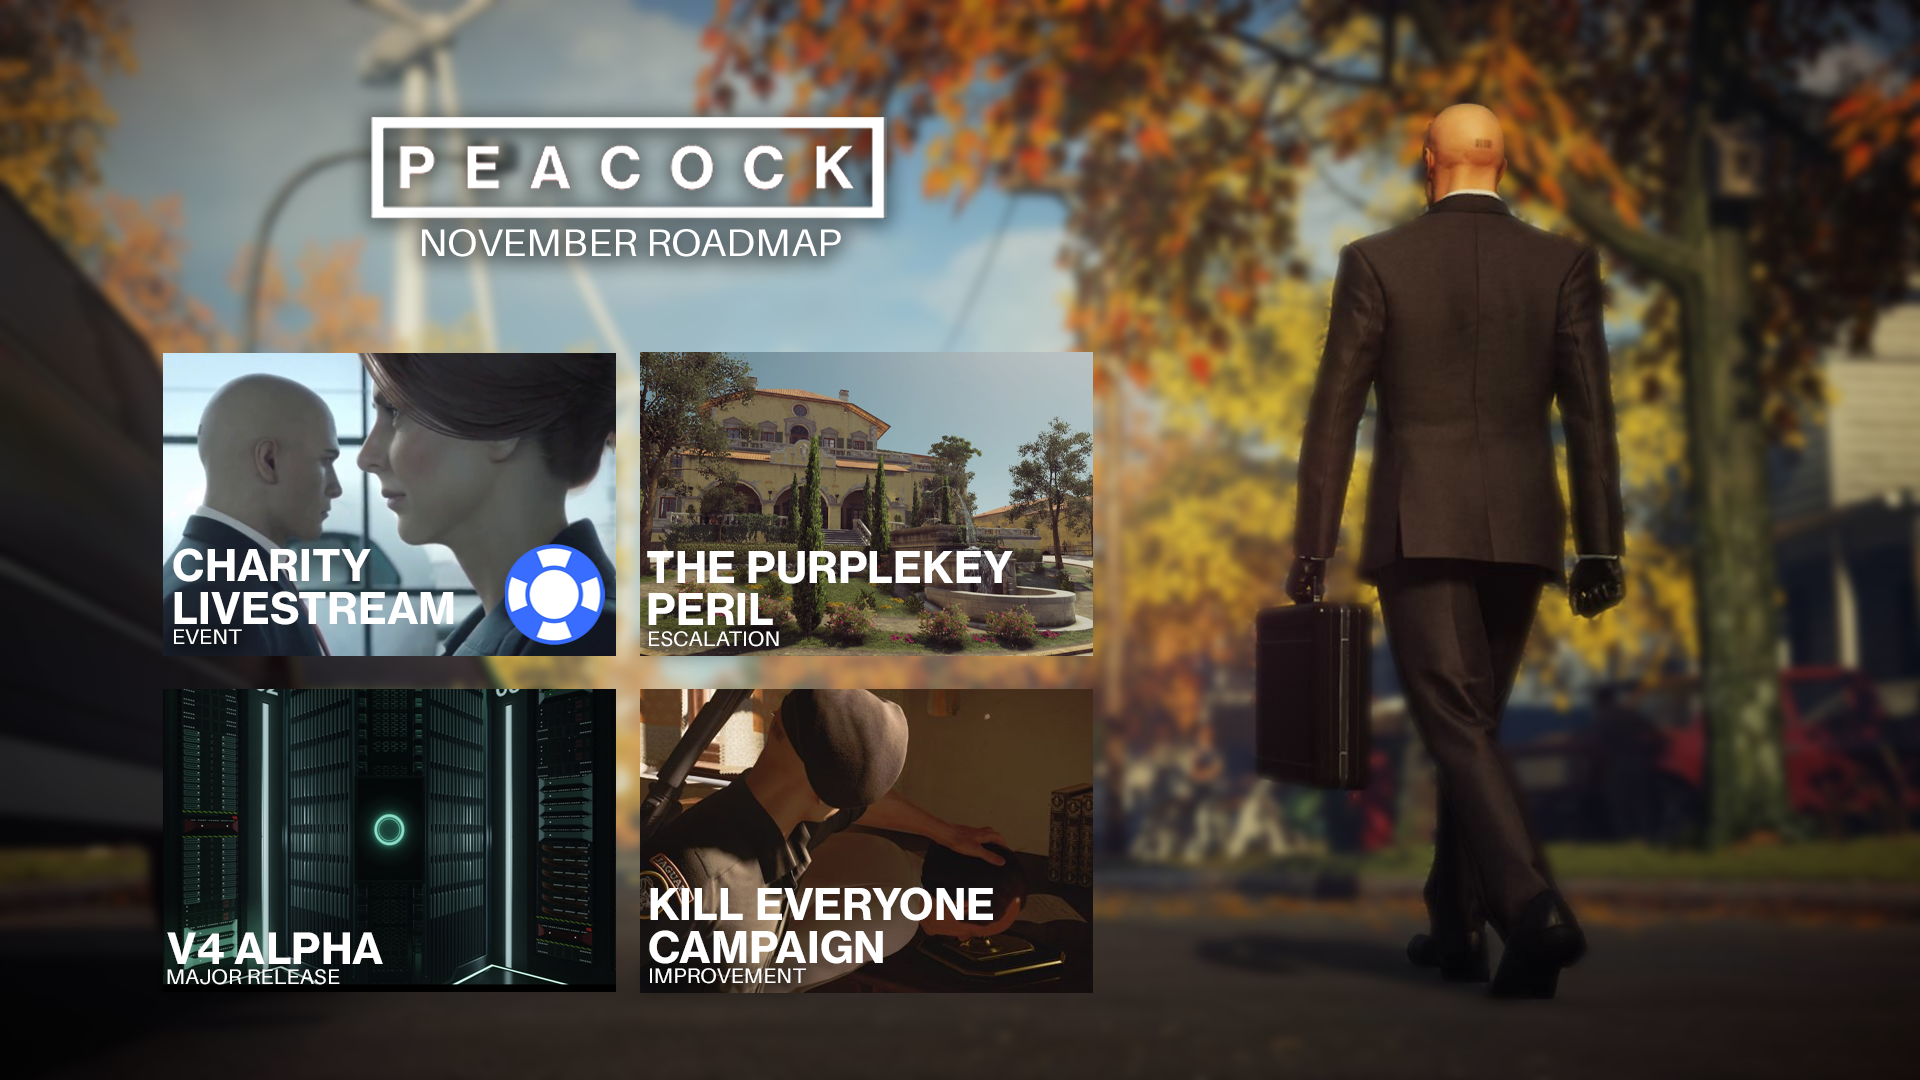 PEACOCK
NOVEMBER ROADMAP
CHARITY
LIVESTREAM
EVENT
THE PURPLEKEY
PERIL
ESCALATION
V4 ALPHA
MAJOR RELEASE
KILL EVERYONE
CAMPAIGN
IMPROVEMENT